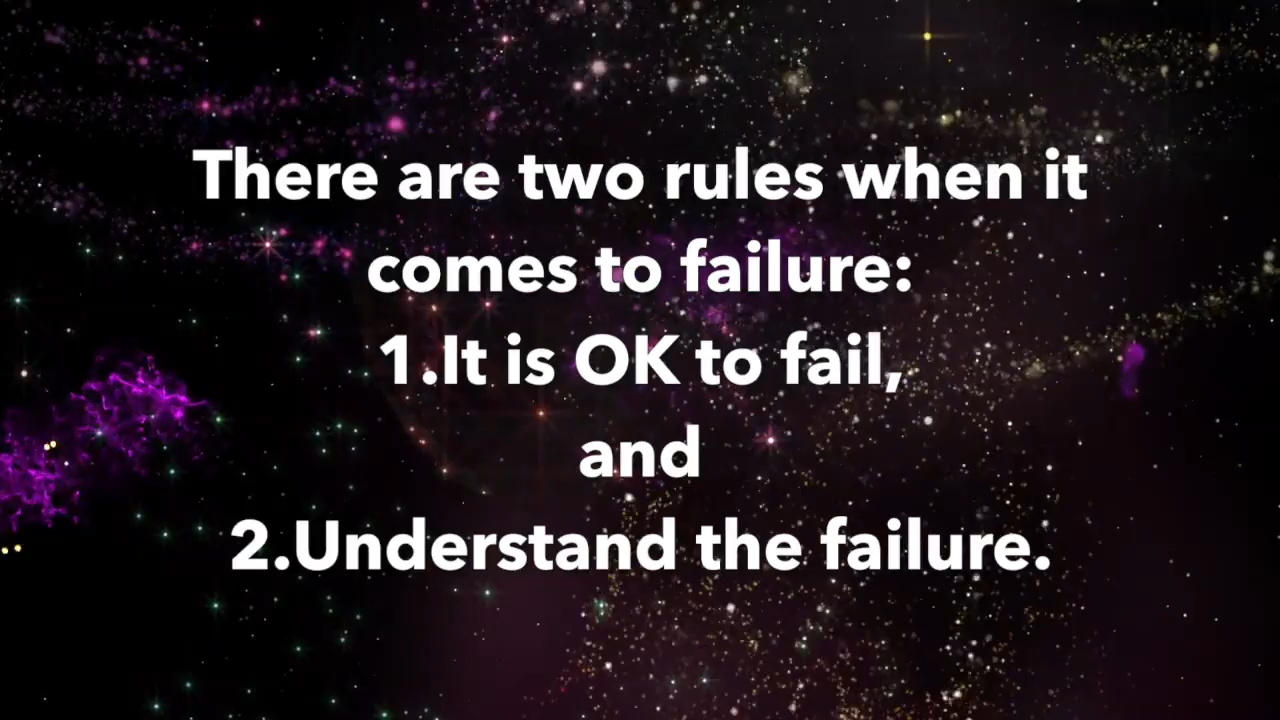 There are two rules when it
comes to failure:
1.It is OK to fail,
and
2.Understand the failure.